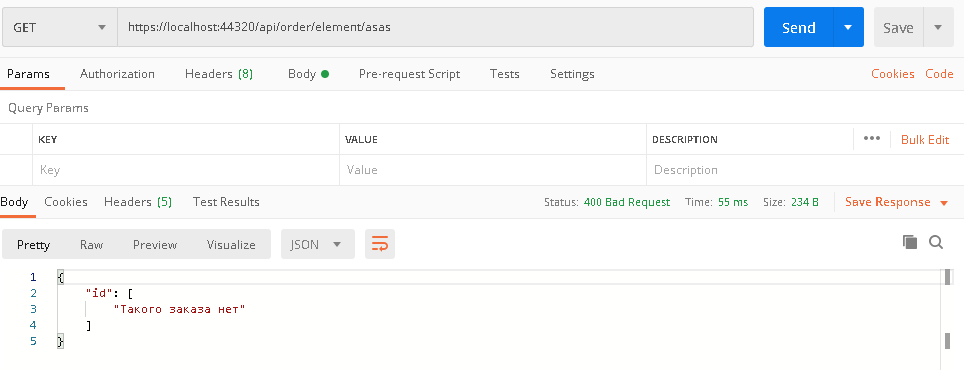 GET https://localhost:44320/api/order/element/asas Send Save
Params Authorization Headers (8) Body Pre-request Script Tests Settings Cookies Code
Query Params
KEY VALUE DESCRIPTION ••• Bulk Edit
Key Value Description
Body Cookies Headers (5) Test Results Status: 400 Bad Request Time: 55 ms Size: 234 B Save Response
Pretty Raw Preview Visualize JSON
1 {
2 "id": [
3 "Такого заказа нет"
4 ]
5 }